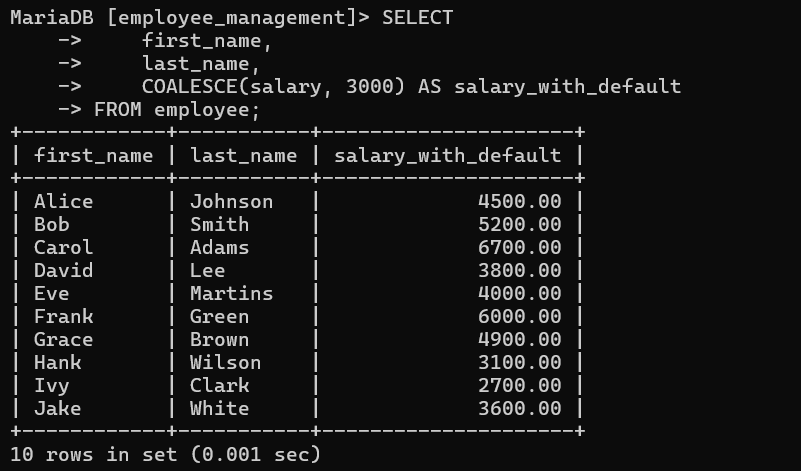 MariaDB [employee_management]> SELECT
    ->     first_name,
    ->     last_name,
    ->     COALESCE(salary, 3000) AS salary_with_default
    -> FROM employee;
+------------+-----------+---------------------+
| first_name | last_name | salary_with_default |
+------------+-----------+---------------------+
| Alice      | Johnson   |             4500.00 |
| Bob        | Smith     |             5200.00 |
| Carol      | Adams     |             6700.00 |
| David      | Lee       |             3800.00 |
| Eve        | Martins   |             4000.00 |
| Frank      | Green     |             6000.00 |
| Grace      | Brown     |             4900.00 |
| Hank       | Wilson    |             3100.00 |
| Ivy        | Clark     |             2700.00 |
| Jake       | White     |             3600.00 |
+------------+-----------+---------------------+
10 rows in set (0.001 sec)